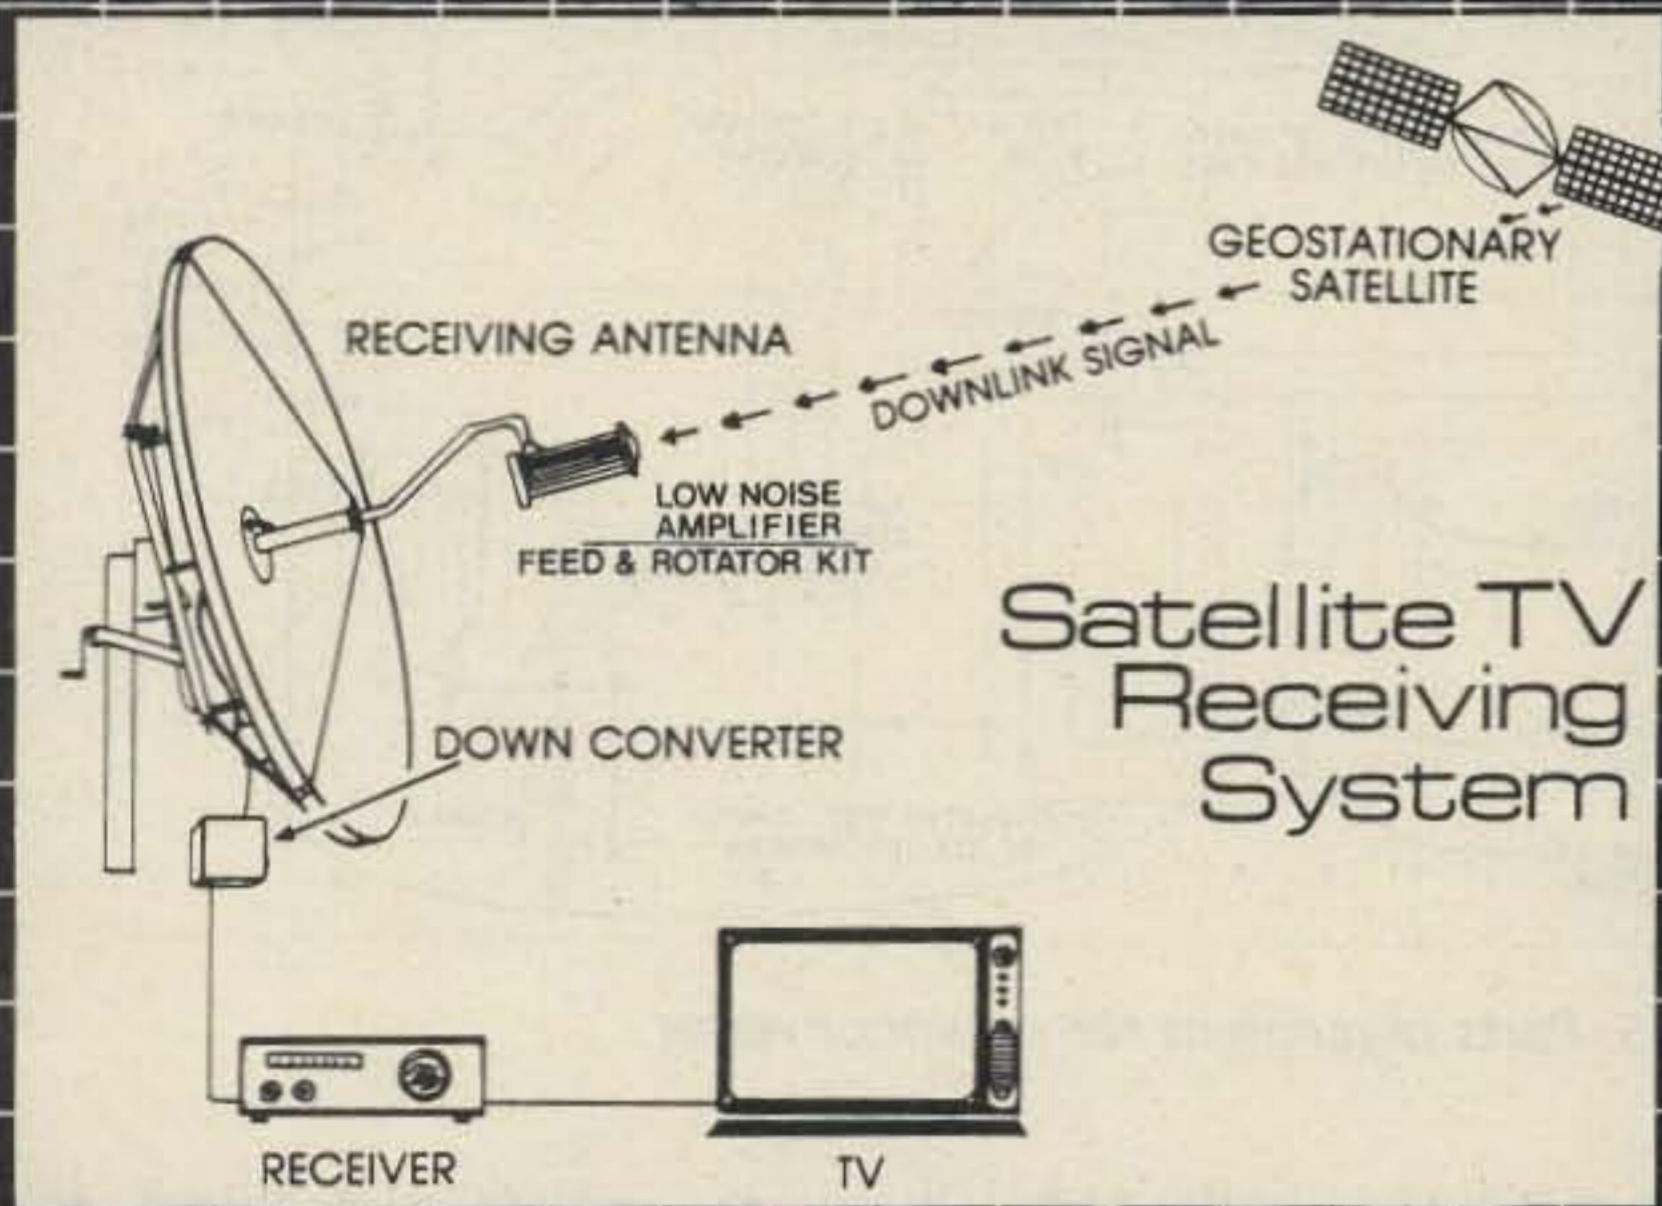 GEOSTATIONARY
SATELLITE
RECEIVING ANTENNA
DOWNLINK SIGNAL
LOW NOISE
AMPLIFIER
FEED & ROTATOR KIT
Satellite TV
Receiving
System
DOWN CONVERTER
RECEIVER
TV